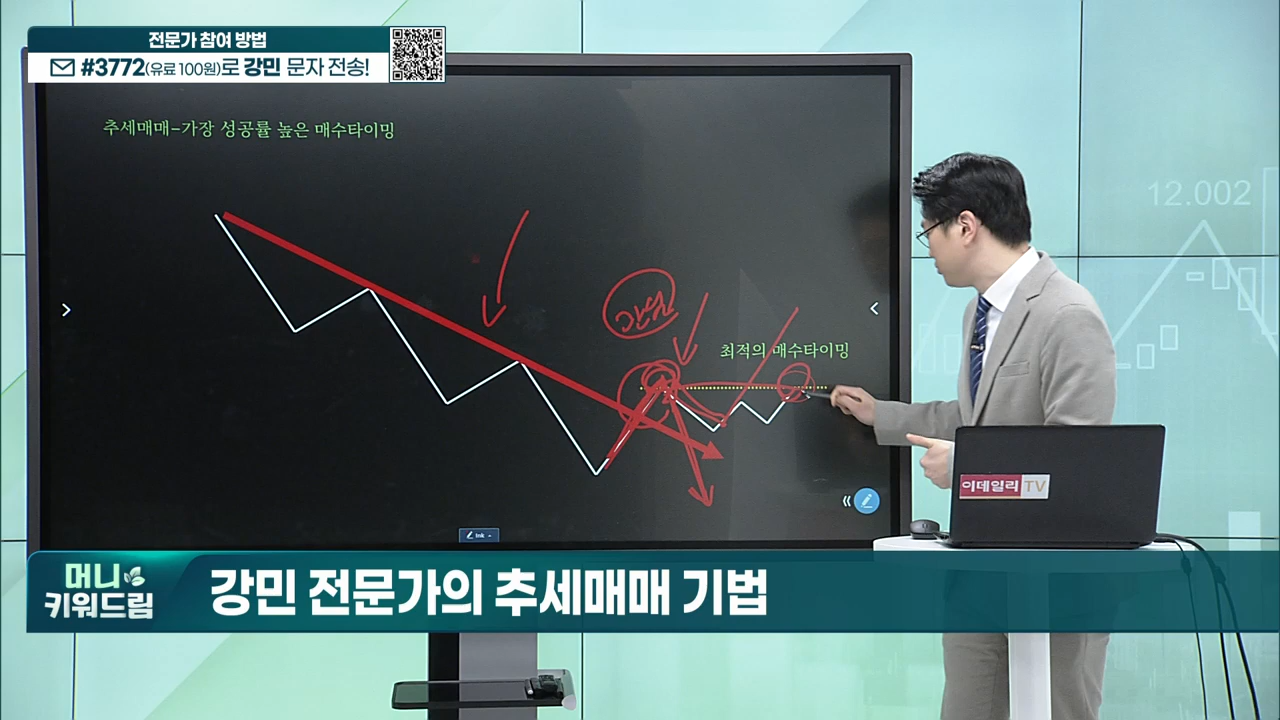 전문가 참여 방법
#3772(유료 100원)로 강민 문자 전송!
추세매매-가장 성공률 높은 매수타이밍
12.002
최적의 매수타이밍
이데일리TV
Ink
머니
키워드림
강민 전문가의 추세매매 기법